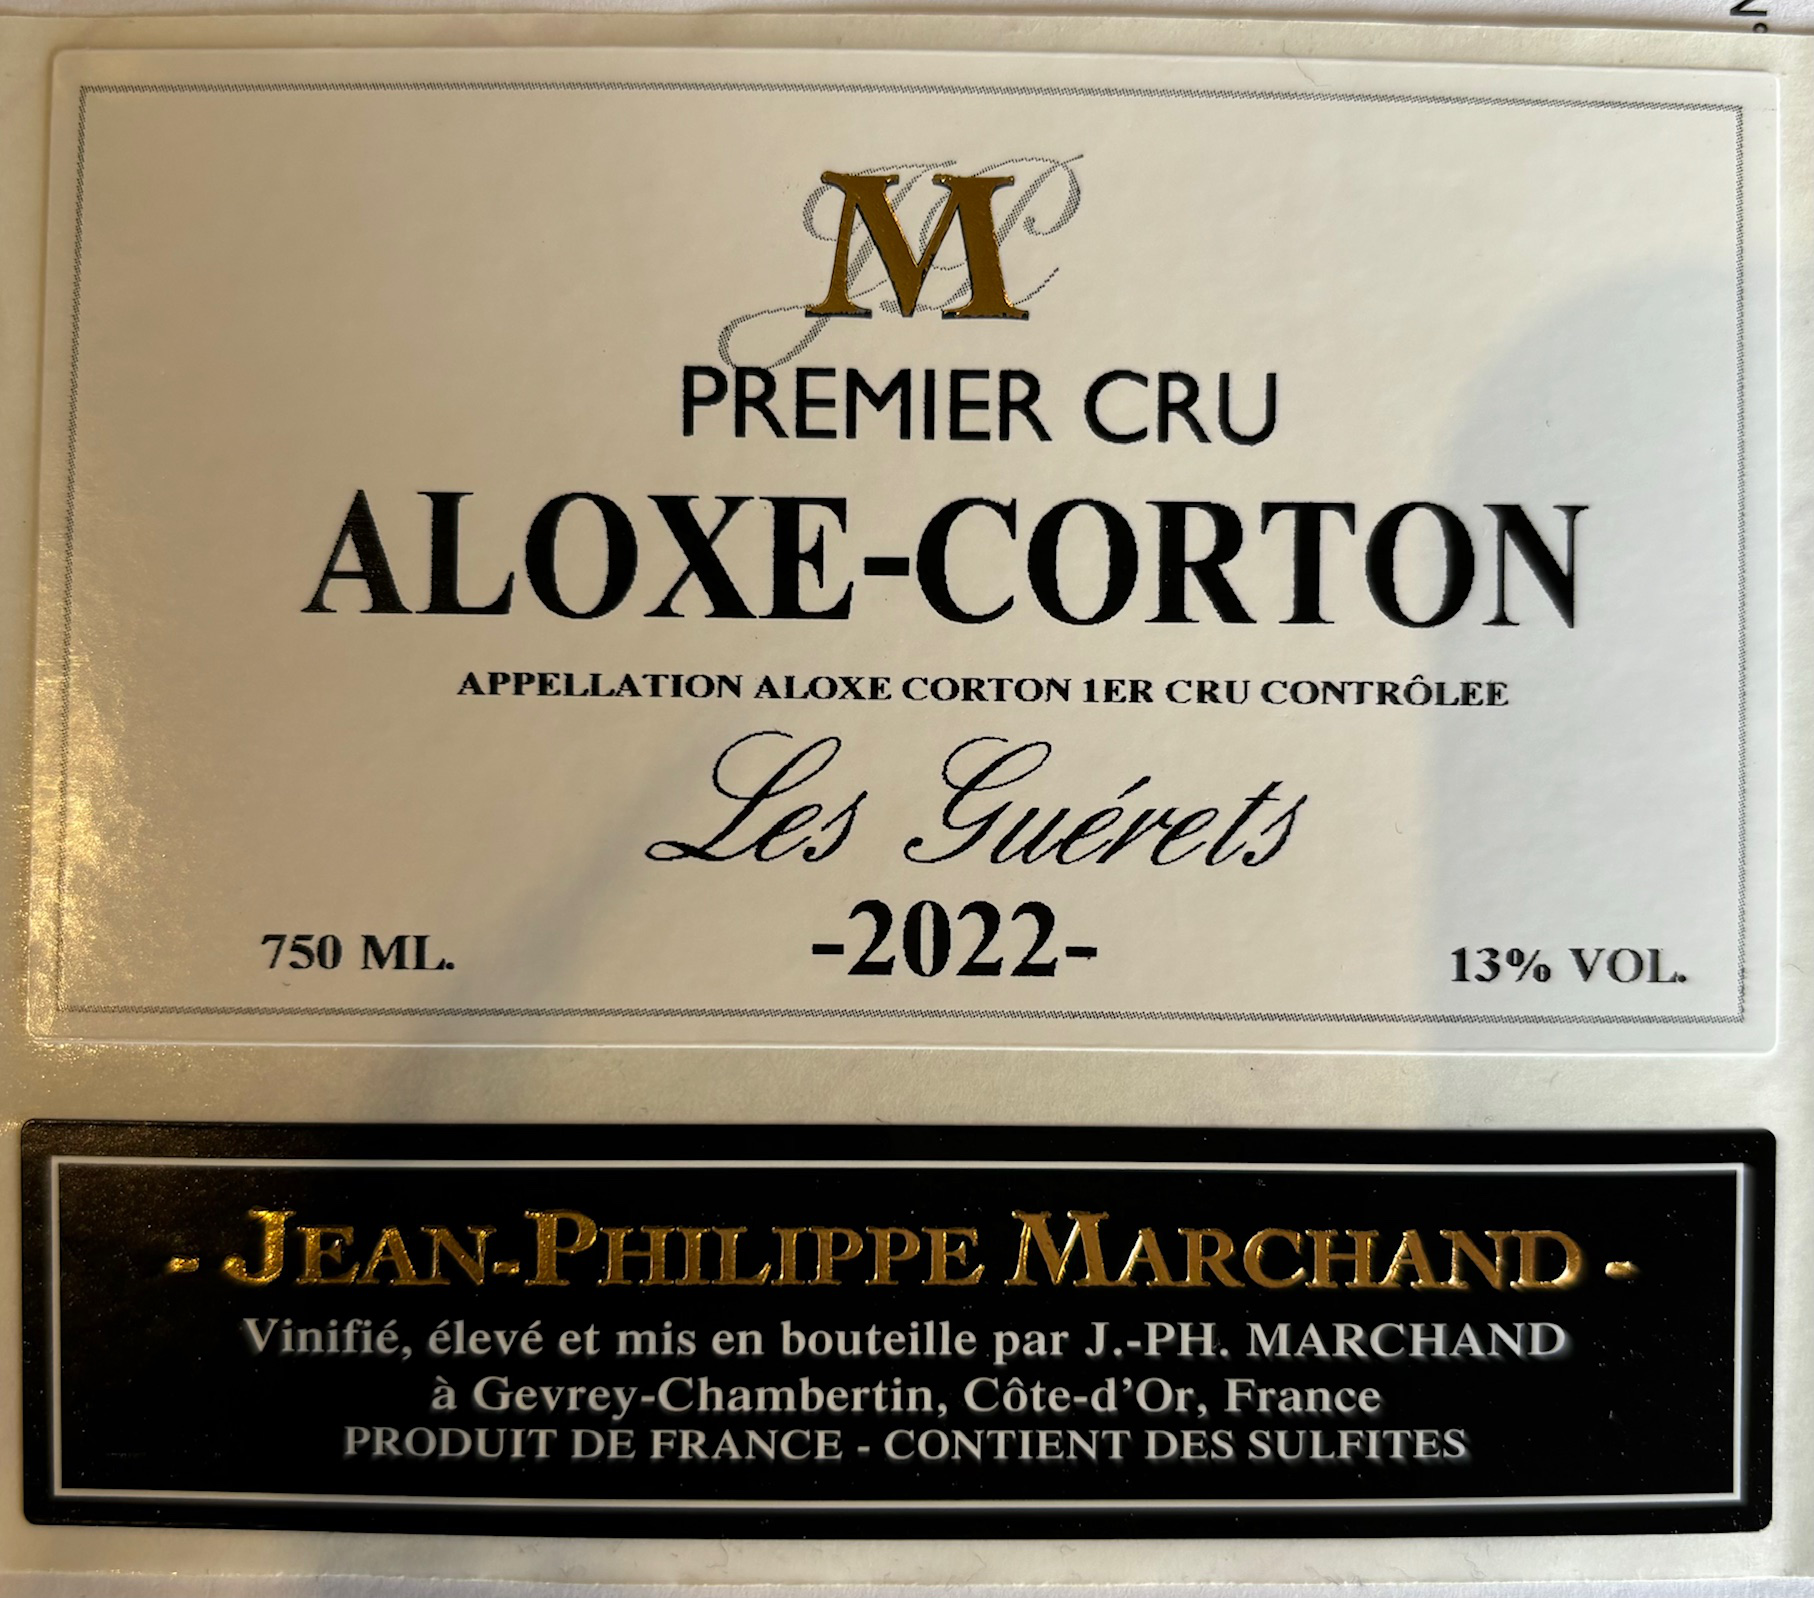 JP
M
PREMIER CRU
ALOXE-CORTON
APPELLATION ALOXE CORTON 1ER CRU CONTRÔLEE
Les Guérets
750 ML.
-2022-
13% VOL.
- JEAN-PHILIPPE MARCHAND -
Vinifié, élevé et mis en bouteille par J.-PH. MARCHAND
à Gevrey-Chambertin, Côte-d’Or, France
PRODUIT DE FRANCE - CONTIENT DES SULFITES